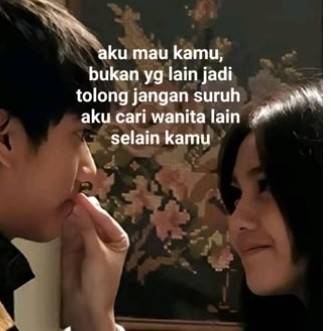 aku mau kamu,
bukan yg lain jadi
tolong jangan suruh
aku cari wanita lain
selain kamu